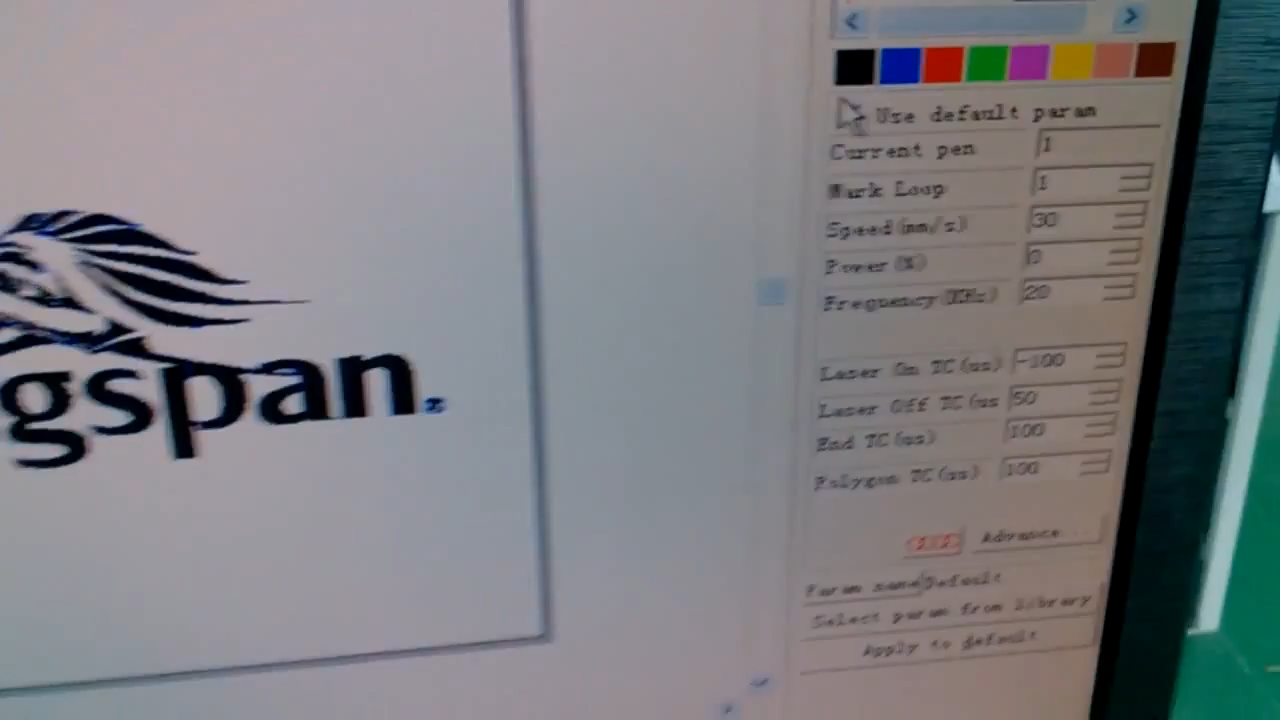 Use default param
Current pen 1
Mark Loop 1
Speed(mm/s) 30
Power(%) 0
Frequency(KHz) 20
Laser On TC(us) -100
Laser Off TC(us 50
End TC(us) 100
Polygon TC(us) 100
Advance...
Param name Default
Select param from library
Apply to default
gspan.